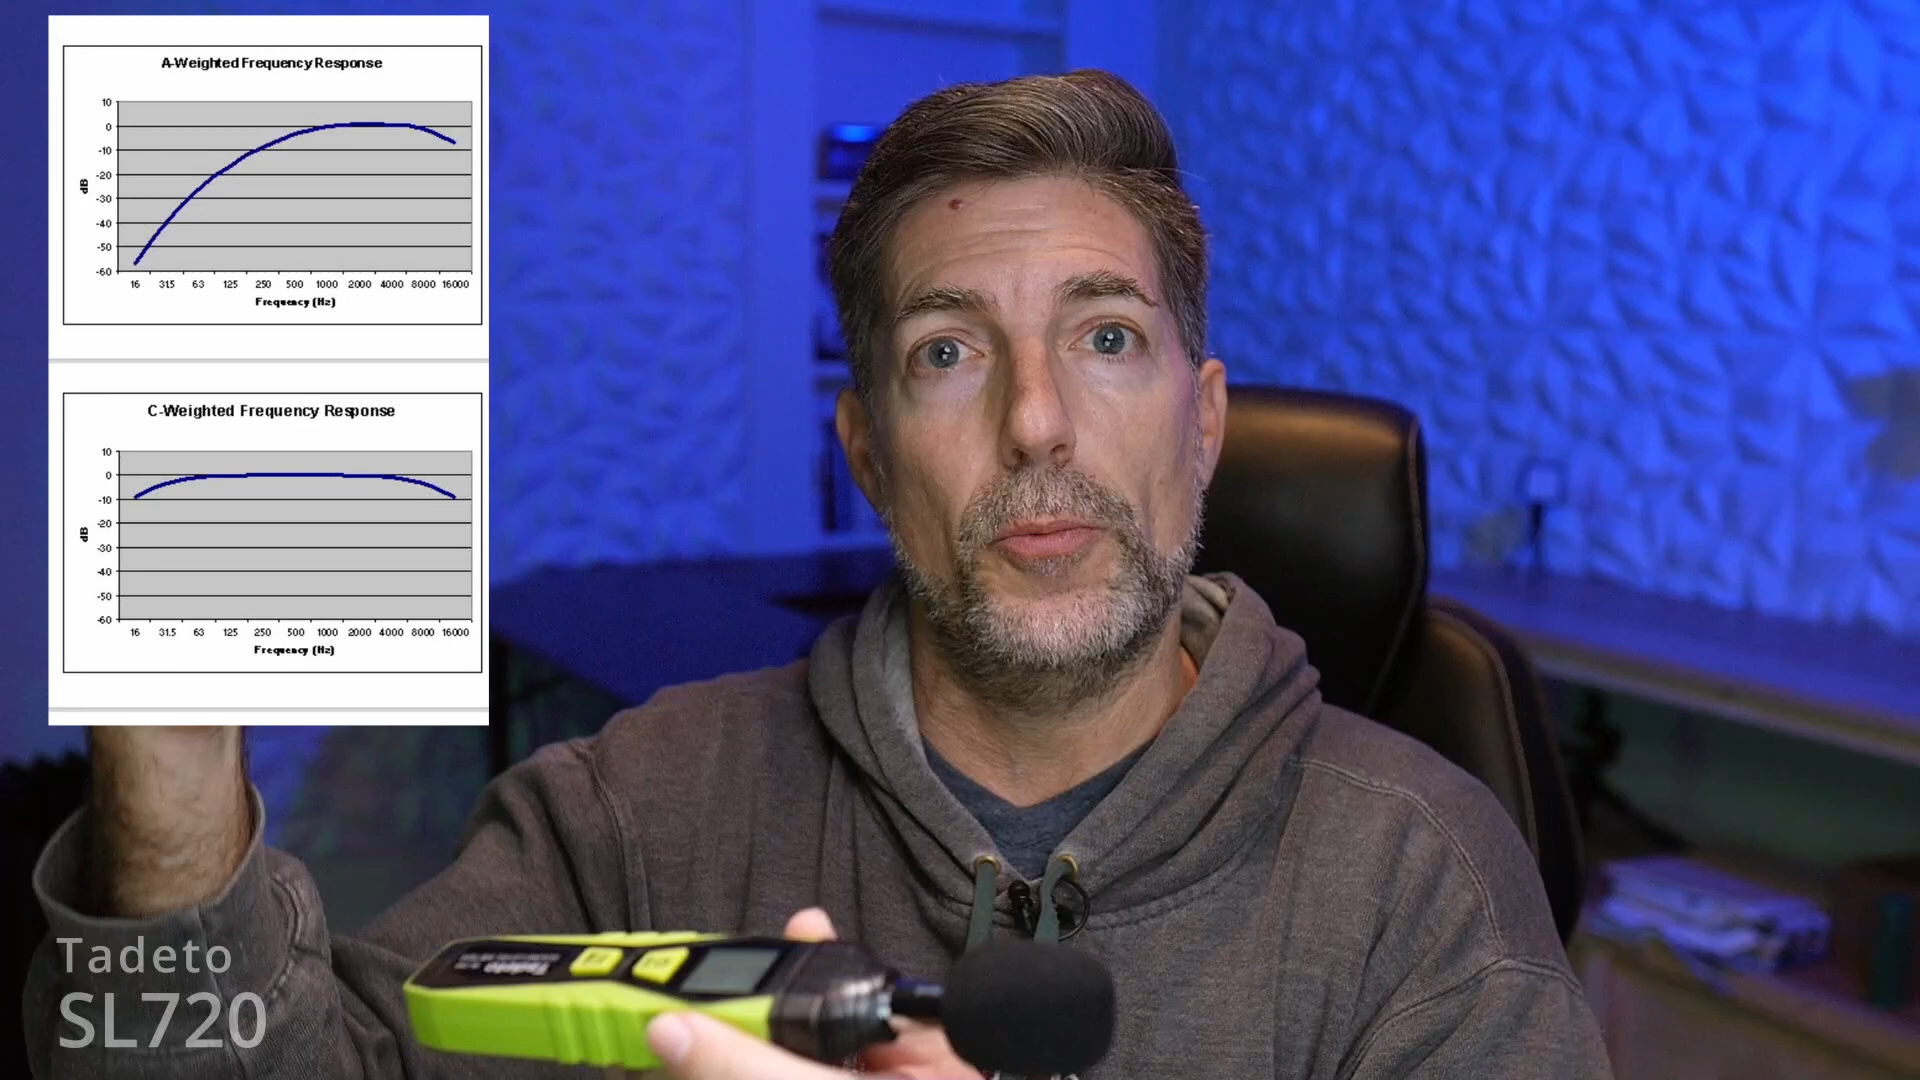 A-Weighted Frequency Response
10
0
-10
-20
-30
-40
-50
-60
dB
16 31.5 63 125 250 500 1000 2000 4000 8000 16000
Frequency (Hz)
C-Weighted Frequency Response
10
0
-10
-20
-30
-40
-50
-60
dB
16 31.5 63 125 250 500 1000 2000 4000 8000 16000
Frequency (Hz)
Tadeto
SL720
Tadeto